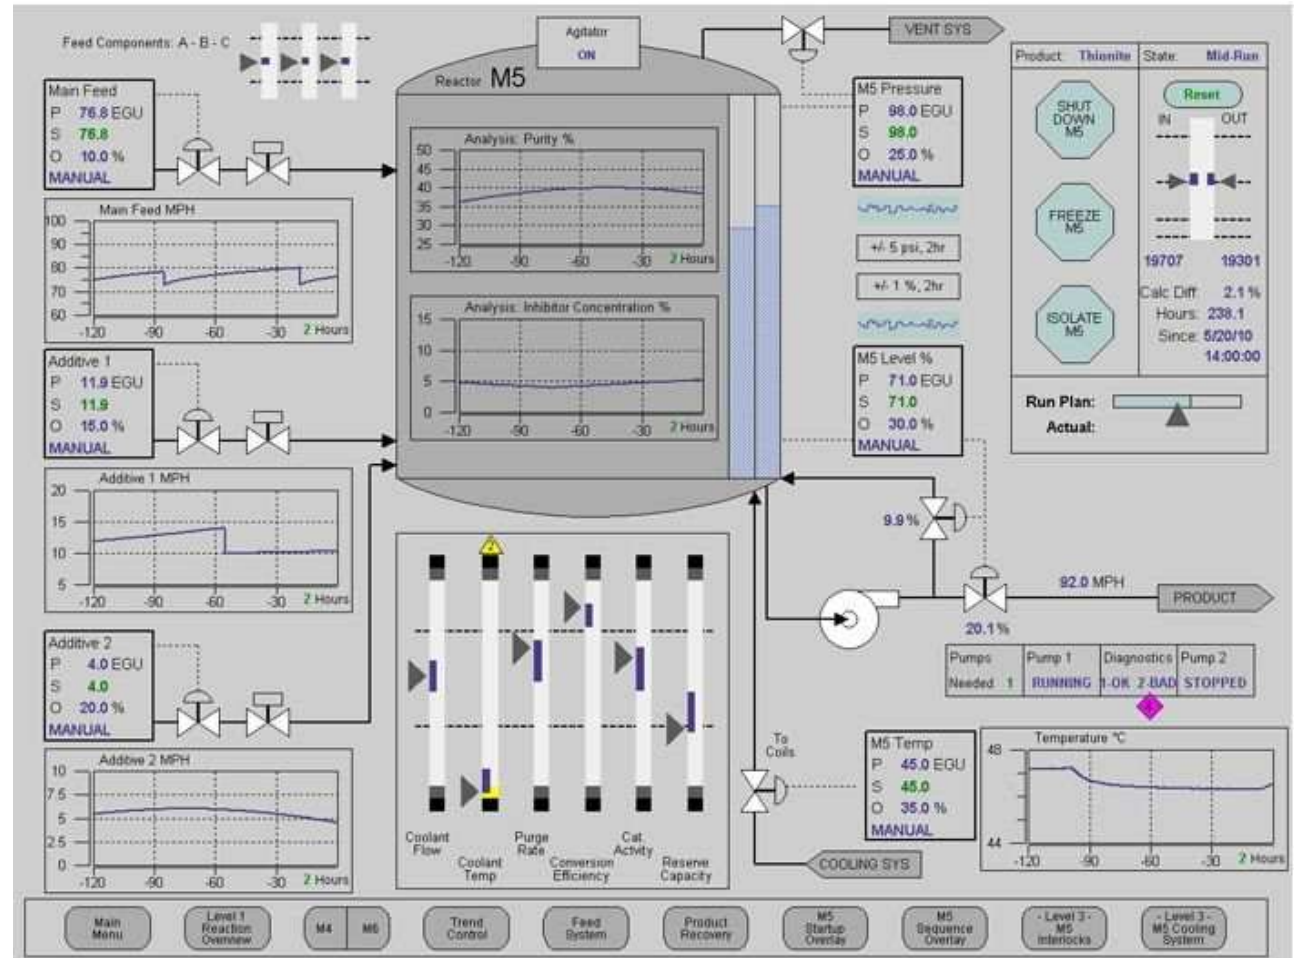 Feed Components: A - B - C
Agitator
ON
VENT SYS
Reactor M5
Main Feed
P 76.8 EGU
S 76.8
O 10.0 %
MANUAL
Main Feed MPH
100
90
80
70
60
-120 -90 -60 -30 2 Hours
Additive 1
P 11.9 EGU
S 11.9
O 15.0 %
MANUAL
Additive 1 MPH
20
15
10
5
-120 -90 -60 -30 2 Hours
Additive 2
P 4.0 EGU
S 4.0
O 20.0 %
MANUAL
Additive 2 MPH
10
7.5
5
2.5
0
-120 -90 -60 -30 2 Hours
Analysis: Purity %
50
45
40
35
30
25
-120 -90 -60 -30 2 Hours
Analysis: Inhibitor Concentration %
15
10
5
0
-120 -90 -60 -30 2 Hours
M5 Pressure
P 98.0 EGU
S 98.0
O 25.0 %
MANUAL
+/- 5 psi, 2hr
+/- 1 %, 2hr
M5 Level %
P 71.0 EGU
S 71.0
O 30.0 %
MANUAL
Product: Thionite
State: Mid-Run
SHUT
DOWN
M5
FREEZE
M5
ISOLATE
M5
Reset
IN OUT
19707 19301
Calc Diff 2.1 %
Hours: 238.1
Since: 5/20/10
14:00:00
Run Plan:
Actual:
9.9 %
92.0 MPH
PRODUCT
20.1 %
Pumps
Needed 1
Pump 1
RUNNING
Diagnostics
1-OK 2-BAD
Pump 2
STOPPED
4
Coolant
Flow
Coolant
Temp
Purge
Rate
Conversion
Efficiency
Cat.
Activity
Reserve
Capacity
To
Coils
M5 Temp
P 45.0 EGU
S 45.0
O 35.0 %
MANUAL
COOLING SYS
Temperature °C
48
44
-120 -90 -60 -30 2 Hours
Main
Menu
Level 1
Reaction
Overview
M4 M6
Trend
Control
Feed
System
Product
Recovery
M5
Startup
Overlay
M5
Sequence
Overlay
- Level 3 -
M5
Interlocks
- Level 3 -
M5 Cooling
System